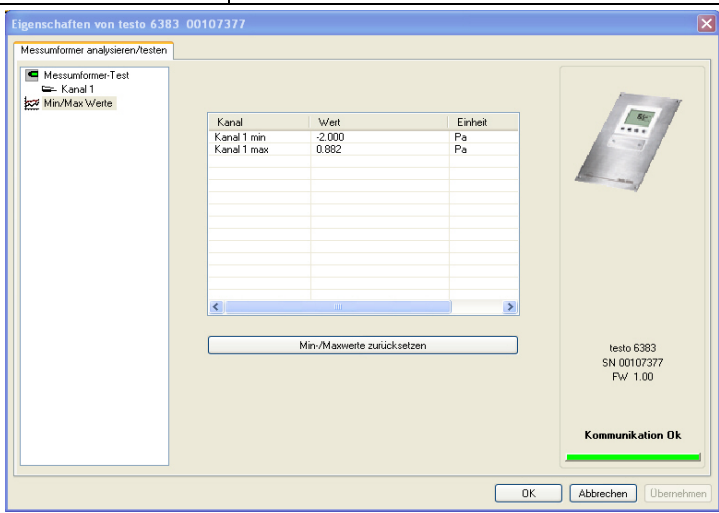 Eigenschaften von testo 6383 00107377
Messumformer analysieren/testen
Messumformer-Test
Kanal 1
Min/Max Werte
Kanal Wert Einheit
Kanal 1 min -2.000 Pa
Kanal 1 max 0.882 Pa
Min-/Maxwerte zurücksetzen
testo 6383
SN 00107377
FW 1.00
Kommunikation Ok
OK Abbrechen Übernehmen